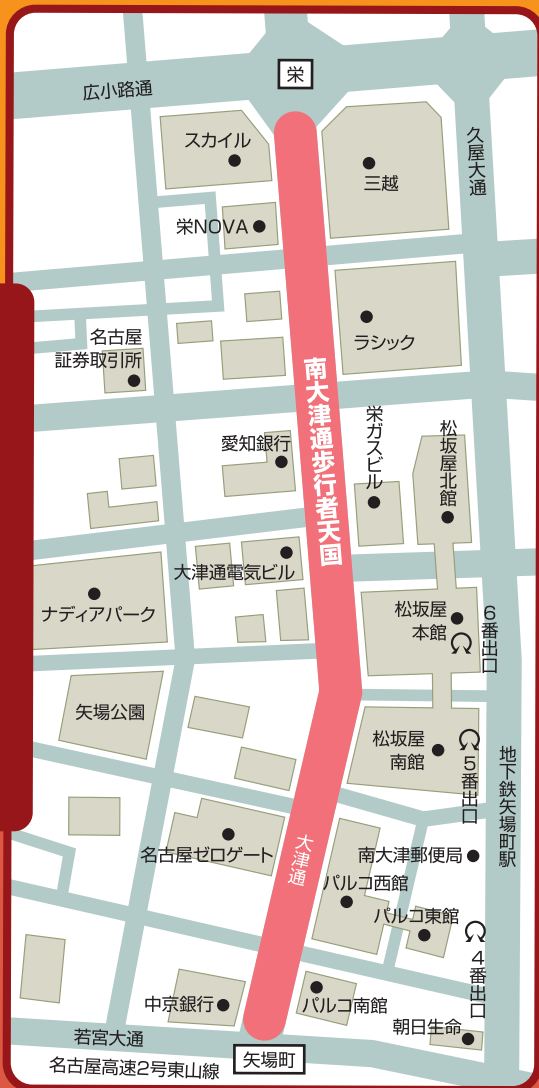 栄
広小路通
スカイル
三越
久屋大通
栄NOVA
ラシック
名古屋
証券取引所
南大津通歩行者天国
愛知銀行
栄ガスビル
松坂屋北館
大津通電気ビル
ナディアパーク
松坂屋
本館
6番出口
矢場公園
松坂屋
南館
5番出口
地下鉄矢場町駅
名古屋ゼロゲート
大津通
南大津郵便局
パルコ西館
パルコ東館
4番出口
中京銀行
パルコ南館
朝日生命
若宮大通
矢場町
名古屋高速2号東山線